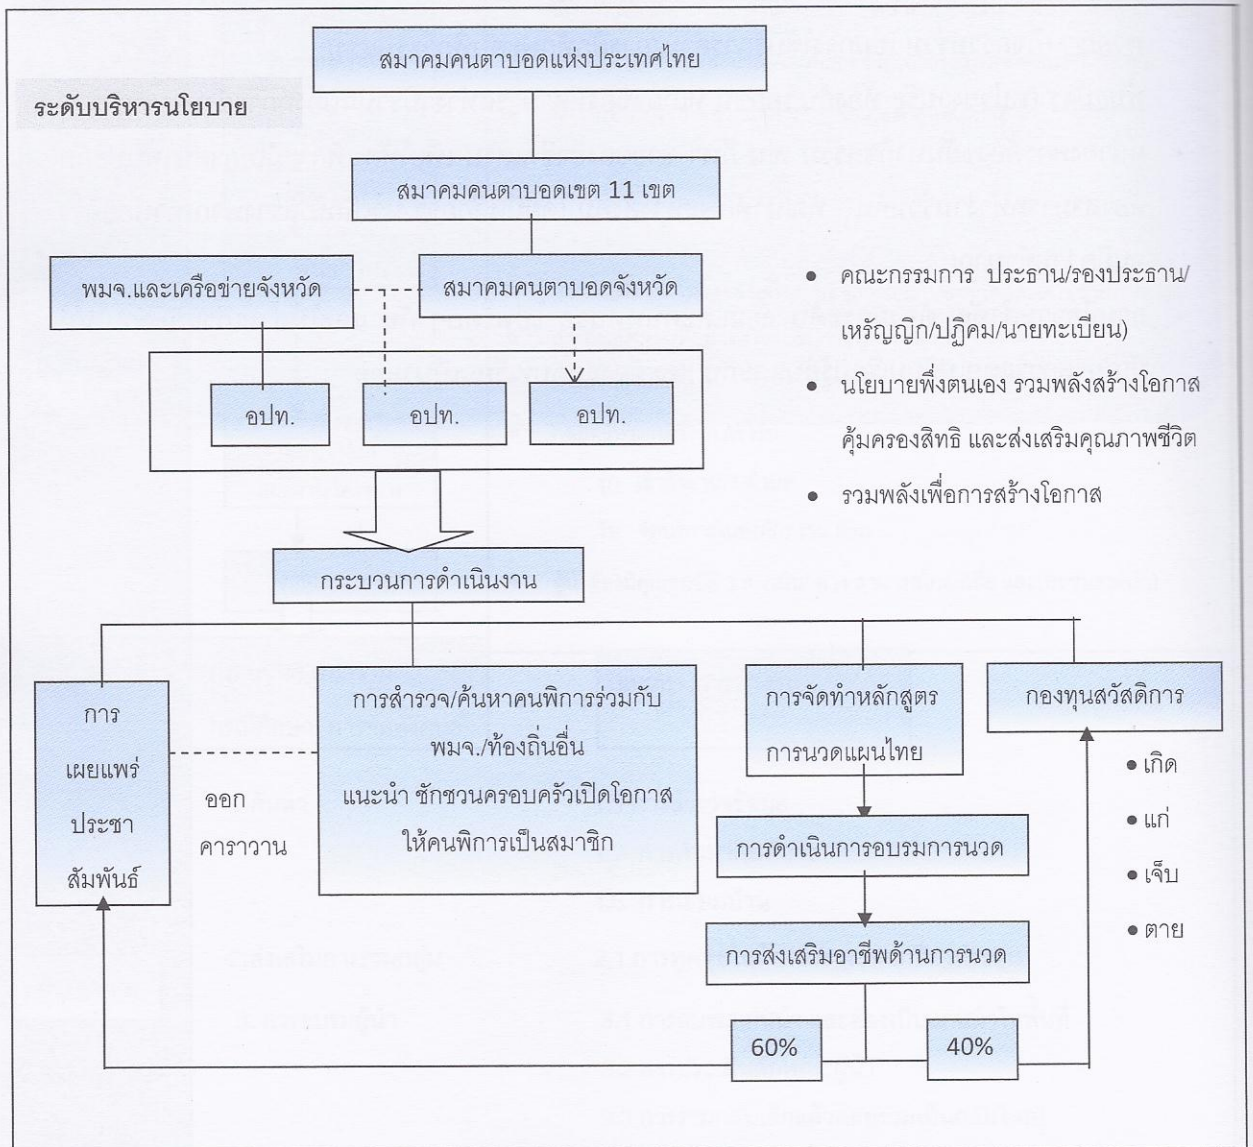 สมาคมคนตาบอดแห่งประเทศไทย
ระดับบริหารนโยบาย
สมาคมคนตาบอดเขต 11 เขต
พมจ.และเครือข่ายจังหวัด
สมาคมคนตาบอดจังหวัด
อปท.
อปท.
อปท.
• คณะกรรมการ ประธาน/รองประธาน/
เหรัญญิก/ปฏิคม/นายทะเบียน)
• นโยบายพึ่งตนเอง รวมพลังสร้างโอกาส
คุ้มครองสิทธิ และส่งเสริมคุณภาพชีวิต
• รวมพลังเพื่อการสร้างโอกาส
กระบวนการดำเนินงาน
การ
เผยแพร่
ประชา
สัมพันธ์
ออก
คาราวาน
การสำรวจ/ค้นหาคนพิการร่วมกับ
พมจ./ท้องถิ่นอื่น
แนะนำ ชักชวนครอบครัวเปิดโอกาส
ให้คนพิการเป็นสมาชิก
การจัดทำหลักสูตร
การนวดแผนไทย
การดำเนินการอบรมการนวด
การส่งเสริมอาชีพด้านการนวด
60%
40%
กองทุนสวัสดิการ
• เกิด
• แก่
• เจ็บ
• ตาย